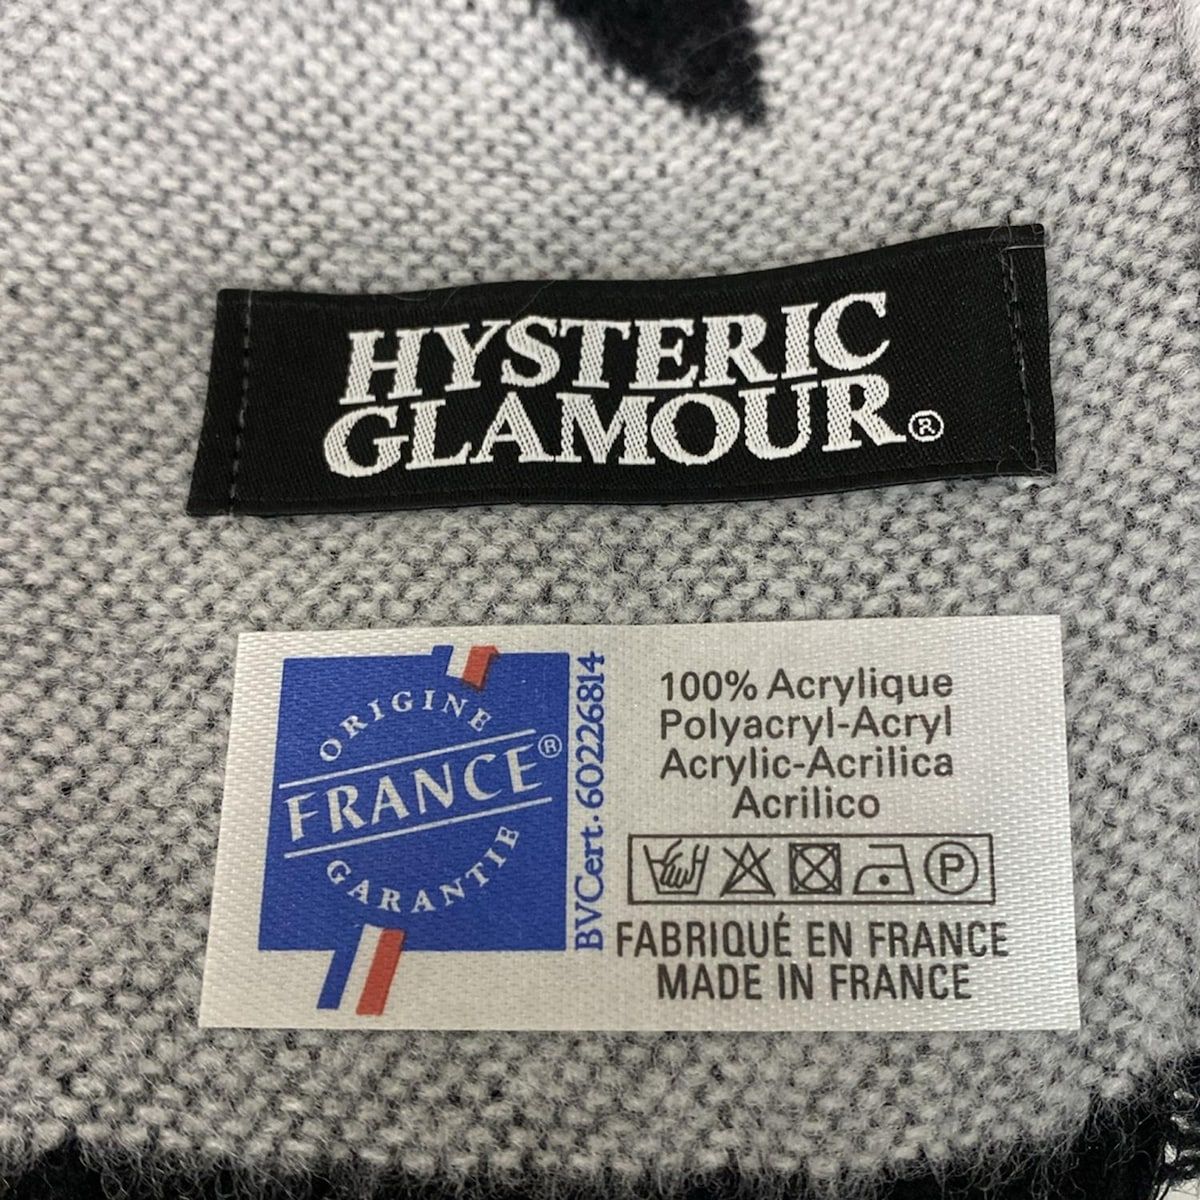 HYSTERIC
GLAMOUR®
ORIGINE
FRANCE®
GARANTIE
BVCert. 60226814
100% Acrylique
Polyacryl-Acryl
Acrylic-Acrilica
Acrilico
P
FABRIQUÉ EN FRANCE
MADE IN FRANCE